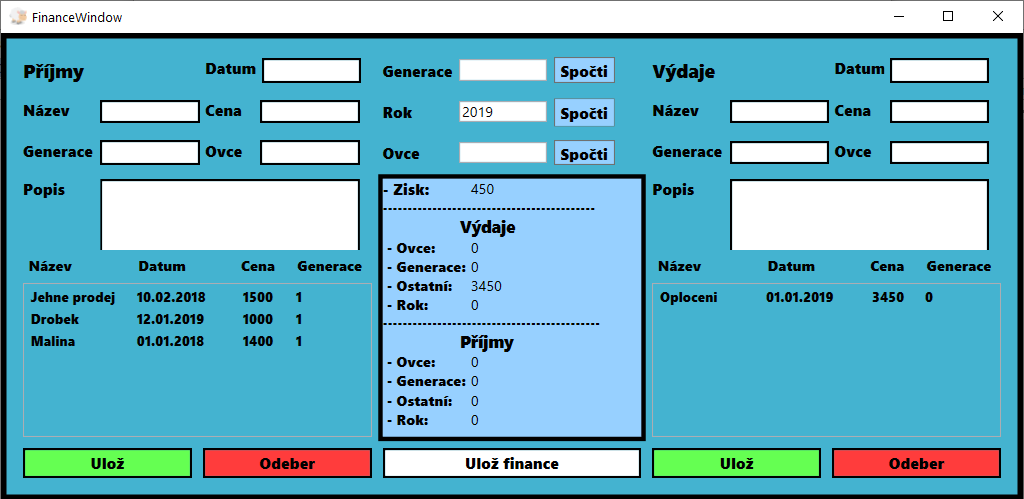 FinanceWindow
Příjmy
Datum
Název
Cena
Generace
Ovce
Popis
Název Datum Cena Generace
Jehne prodej 10.02.2018 1500 1
Drobek 12.01.2019 1000 1
Malina 01.01.2018 1400 1
Ulož
Odeber
Generace
Spočti
Rok
2019
Spočti
Ovce
Spočti
- Zisk: 450
------------------------------------------
Výdaje
- Ovce: 0
- Generace: 0
- Ostatní: 3450
- Rok: 0
-------------------------------------------
Příjmy
- Ovce: 0
- Generace: 0
- Ostatní: 0
- Rok: 0
Ulož finance
Výdaje
Datum
Název
Cena
Generace
Ovce
Popis
Název Datum Cena Generace
Oploceni 01.01.2019 3450 0
Ulož
Odeber